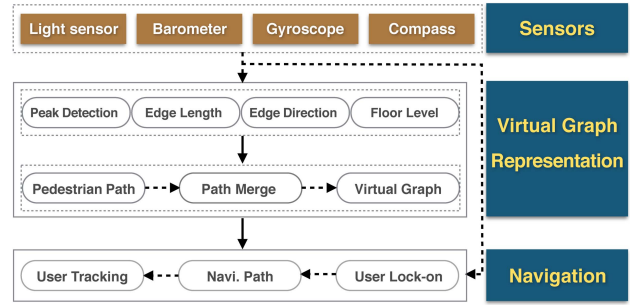 Light sensor
Barometer
Gyroscope
Compass
Sensors
Peak Detection
Edge Length
Edge Direction
Floor Level
Virtual Graph
Representation
Pedestrian Path
Path Merge
Virtual Graph
User Tracking
Navi. Path
User Lock-on
Navigation